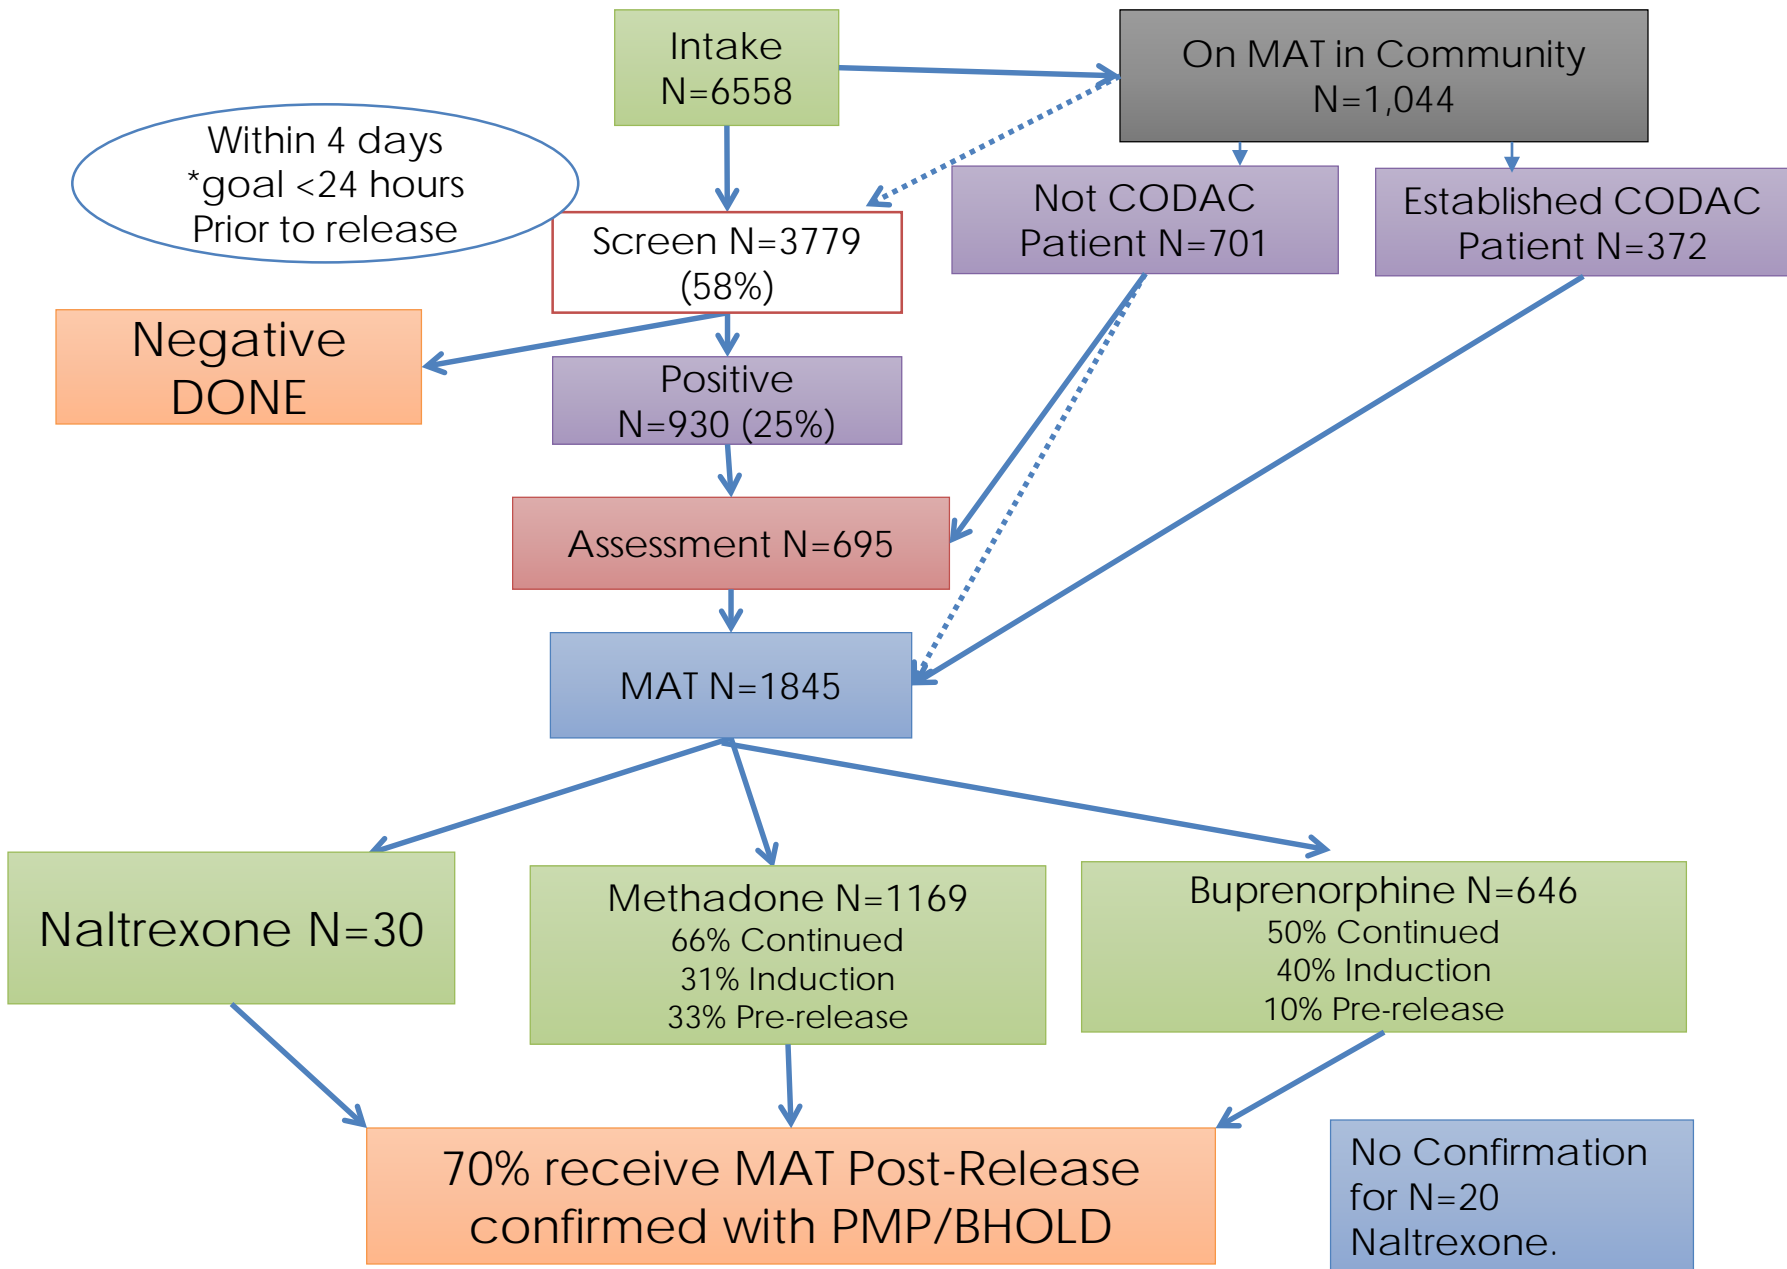 Intake
N=6558
On MAT in Community
N=1,044
Within 4 days
*goal <24 hours
Prior to release
Not CODAC
Patient N=701
Established CODAC
Patient N=372
Screen N=3779
(58%)
Negative
DONE
Positive
N=930 (25%)
Assessment N=695
MAT N=1845
Naltrexone N=30
Methadone N=1169
66% Continued
31% Induction
33% Pre-release
Buprenorphine N=646
50% Continued
40% Induction
10% Pre-release
70% receive MAT Post-Release
confirmed with PMP/BHOLD
No Confirmation
for N=20
Naltrexone.